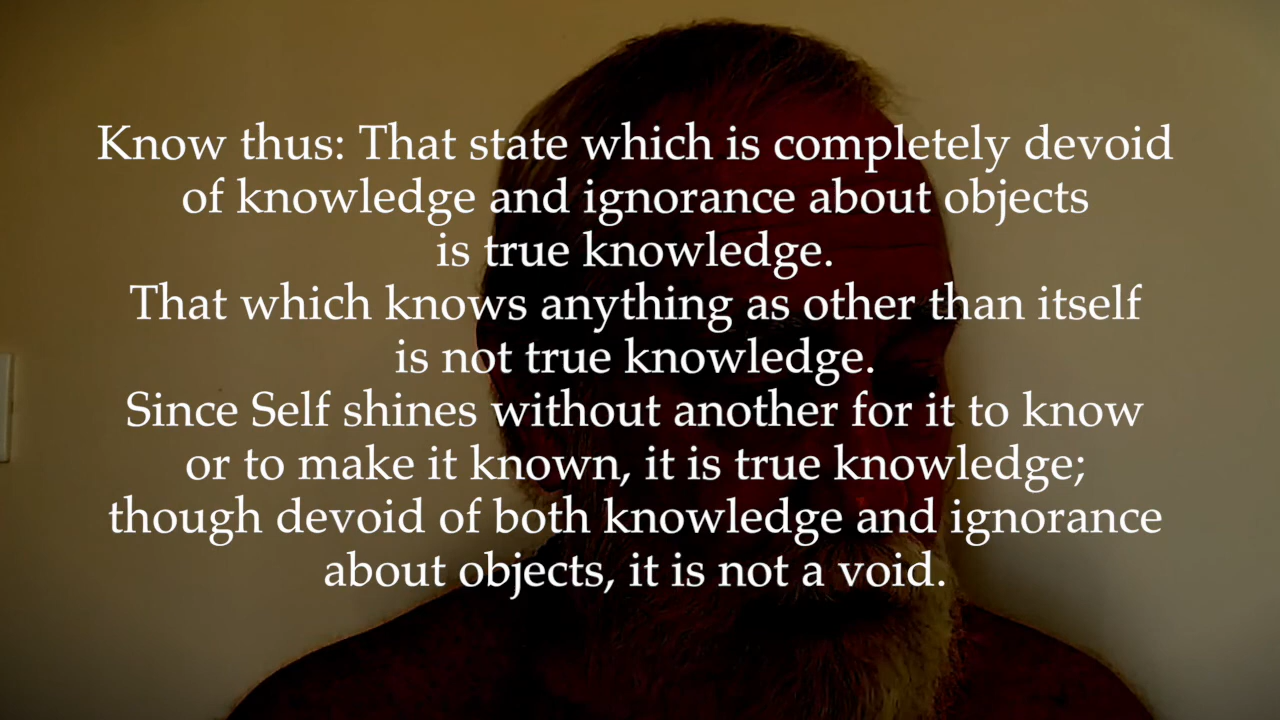 Know thus: That state which is completely devoid
of knowledge and ignorance about objects
is true knowledge.
That which knows anything as other than itself
is not true knowledge.
Since Self shines without another for it to know
or to make it known, it is true knowledge;
though devoid of both knowledge and ignorance
about objects, it is not a void.